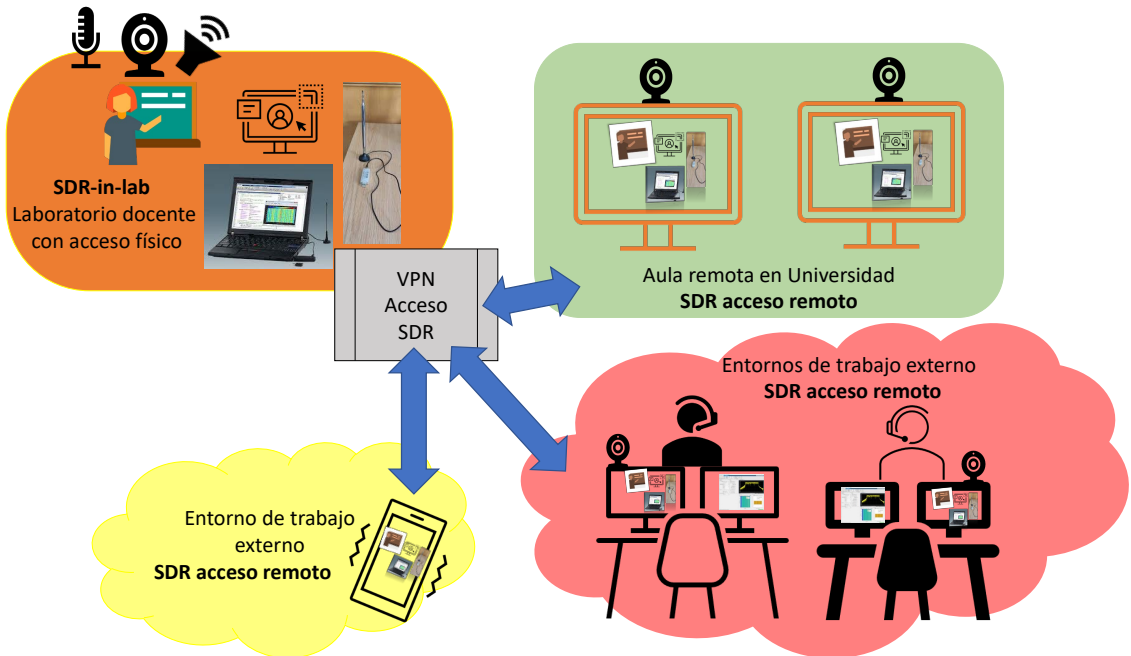 SDR-in-lab
Laboratorio docente
con acceso físico
VPN
Acceso
SDR
Aula remota en Universidad
SDR acceso remoto
Entornos de trabajo externo
SDR acceso remoto
Entorno de trabajo
externo
SDR acceso remoto